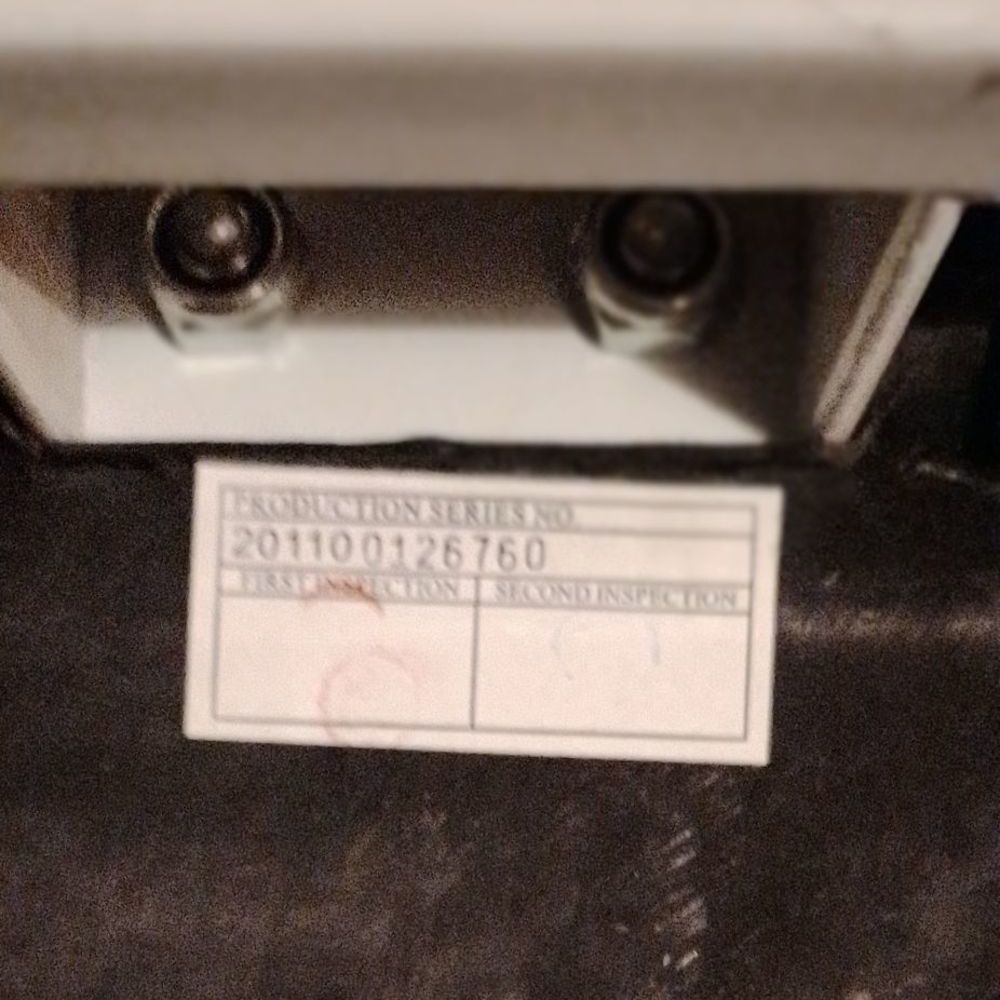 PRODUCTION SERIES NO.
201100126760
FIRST INSPECTION
SECOND INSPECTION